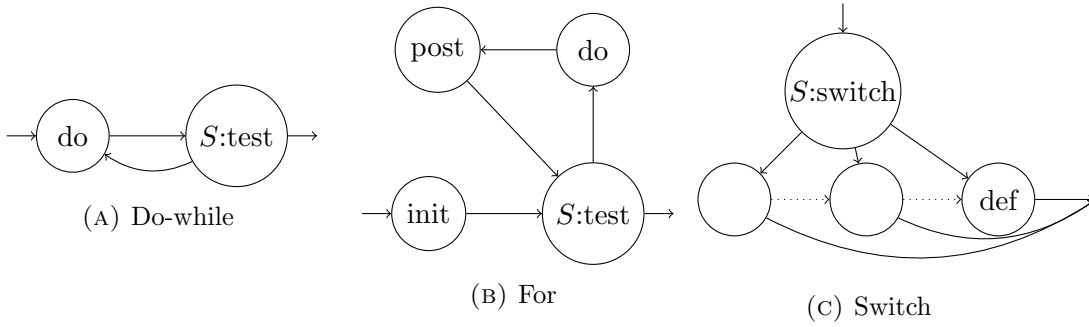 do
S:test
(A) Do-while
post
do
init
S:test
(B) For
S:switch
def
(C) Switch